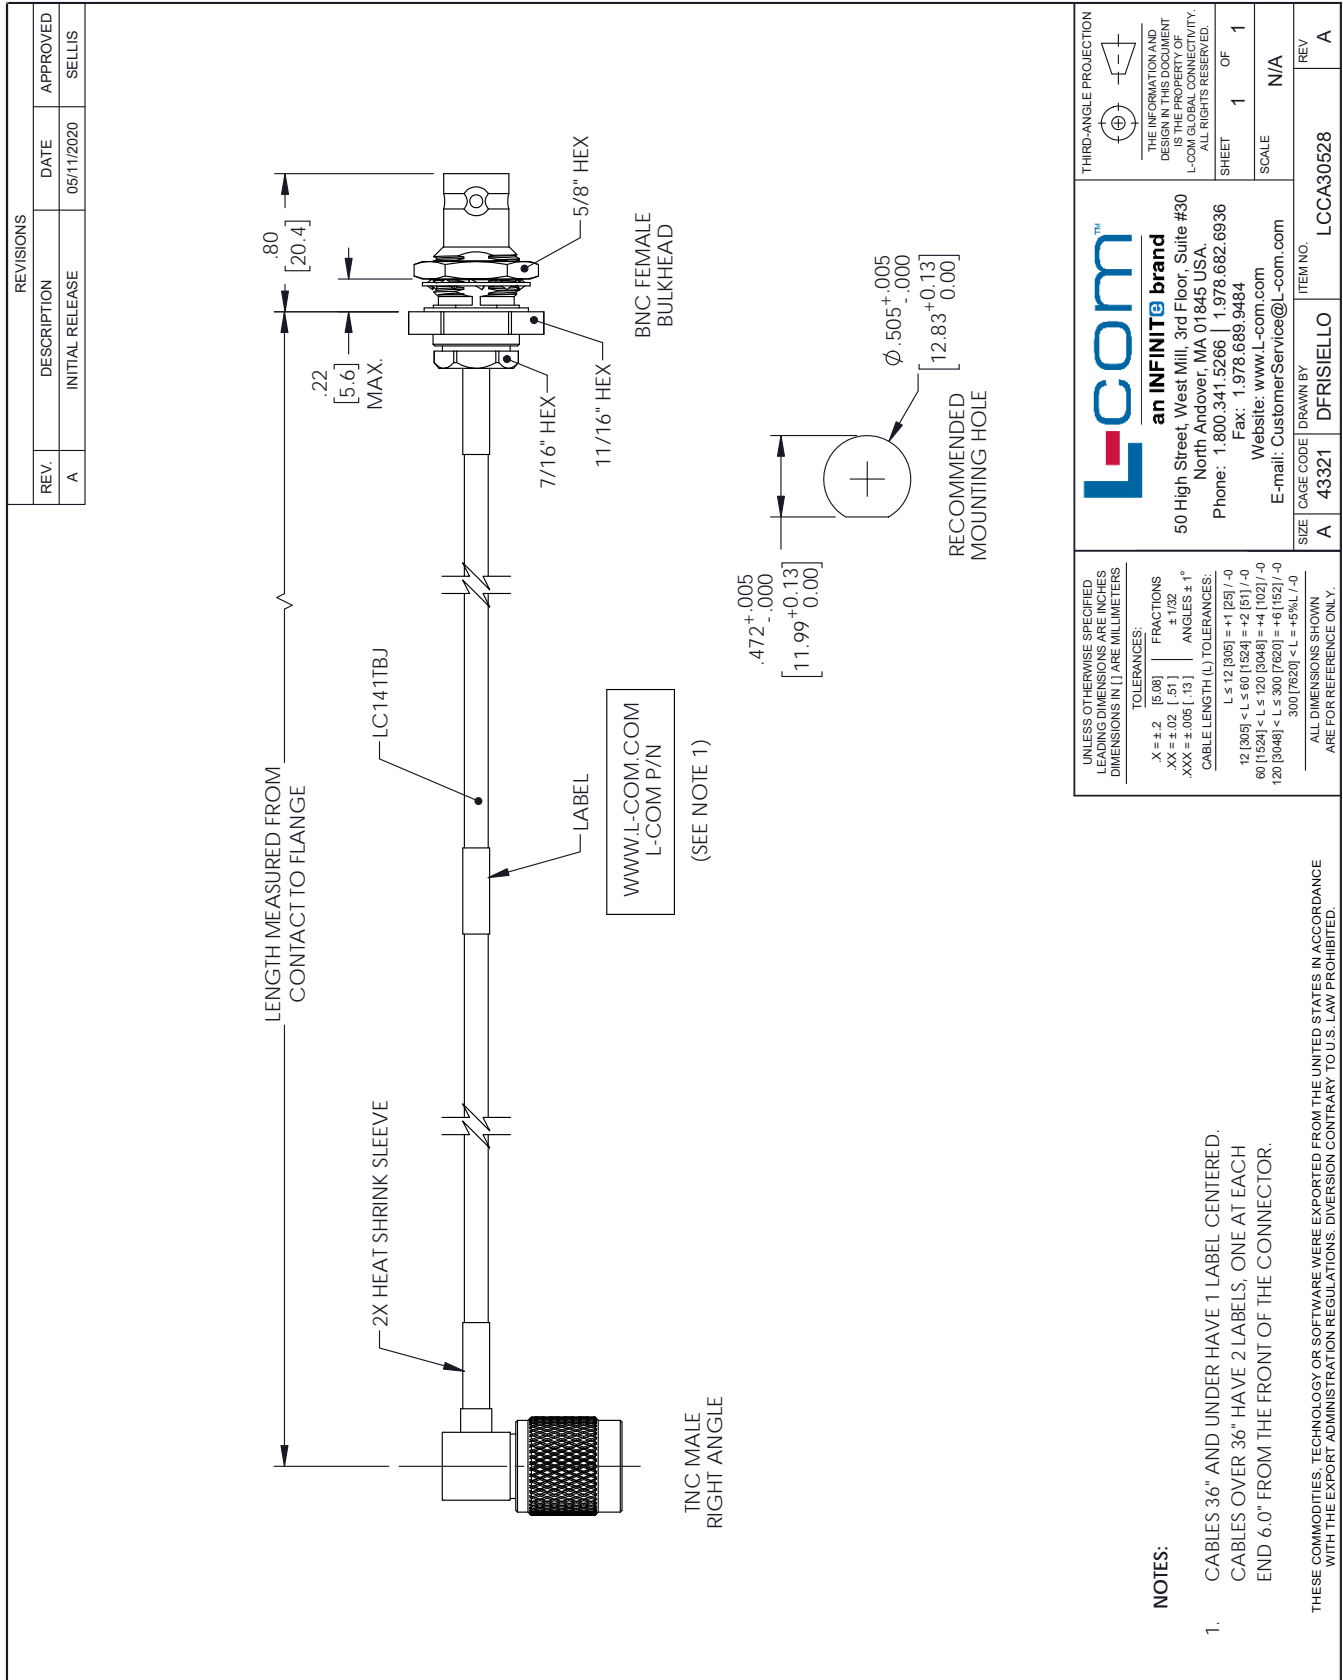 REVISIONS
REV. DESCRIPTION DATE APPROVED
A INITIAL RELEASE 05/11/2020 SELLIS
LENGTH MEASURED FROM
CONTACT TO FLANGE
.80
[20.4]
.22
[5.6]
MAX.
2X HEAT SHRINK SLEEVE
LC141TBJ
LABEL
WWW.L-COM.COM
L-COM P/N
(SEE NOTE 1)
7/16" HEX
11/16" HEX
5/8" HEX
BNC FEMALE
BULKHEAD
TNC MALE
RIGHT ANGLE
.472 +.005
-.000
[11.99 +0.13
0.00]
Ø .505 +.005
-.000
[12.83 +0.13
0.00]
RECOMMENDED
MOUNTING HOLE
NOTES:
1. CABLES 36" AND UNDER HAVE 1 LABEL CENTERED.
CABLES OVER 36" HAVE 2 LABELS, ONE AT EACH
END 6.0" FROM THE FRONT OF THE CONNECTOR.
THESE COMMODITIES, TECHNOLOGY OR SOFTWARE WERE EXPORTED FROM THE UNITED STATES IN ACCORDANCE
WITH THE EXPORT ADMINISTRATION REGULATIONS. DIVERSION CONTRARY TO U.S. LAW PROHIBITED.
UNLESS OTHERWISE SPECIFIED
LEADING DIMENSIONS ARE INCHES
DIMENSIONS IN [ ] ARE MILLIMETERS
TOLERANCES:
.X = ±.2 [5.08] FRACTIONS
.XX = ±.02 [.51] ±1/32
.XXX = ±.005 [.13] ANGLES ± 1°
CABLE LENGTH (L) TOLERANCES:
L ≤ 12 [305] = +1 [25] / -0
12 [305] < L ≤ 60 [1524] = +2 [51] / -0
60 [1524] < L ≤ 120 [3048] = +4 [102] / -0
120 [3048] < L ≤ 300 [7620] = +6 [152] / -0
300 [7620] < L = +5%L / -0
ALL DIMENSIONS SHOWN
ARE FOR REFERENCE ONLY.
L-com™
an INFINITe brand
50 High Street, West Mill, 3rd Floor, Suite #30
North Andover, MA 01845 USA.
Phone: 1.800.341.5266 | 1.978.682.6936
Fax: 1.978.689.9484
Website: www.L-com.com
E-mail: CustomerService@L-com.com
THIRD-ANGLE PROJECTION
THE INFORMATION AND
DESIGN IN THIS DOCUMENT
IS THE PROPERTY OF
L-COM GLOBAL CONNECTIVITY.
ALL RIGHTS RESERVED.
SHEET 1 OF 1
SCALE N/A
SIZE A
CAGE CODE 43321
DRAWN BY DFRISIELLO
ITEM NO. LCCA30528
REV A